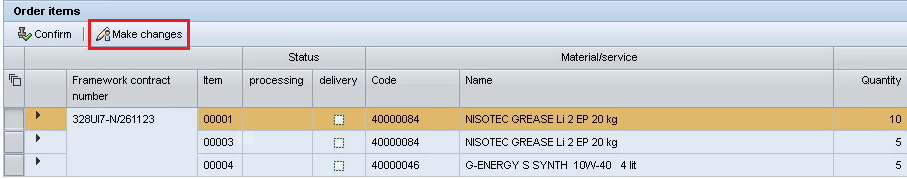 Order items
Confirm Make changes
Status Material/service
Framework contract number Item processing delivery Code Name Quantity
328UI7-N/261123 00001 40000084 NISOTEC GREASE Li 2 EP 20 kg 10
00003 40000084 NISOTEC GREASE Li 2 EP 20 kg 5
00004 40000046 G-ENERGY S SYNTH 10W-40 4 lit 5